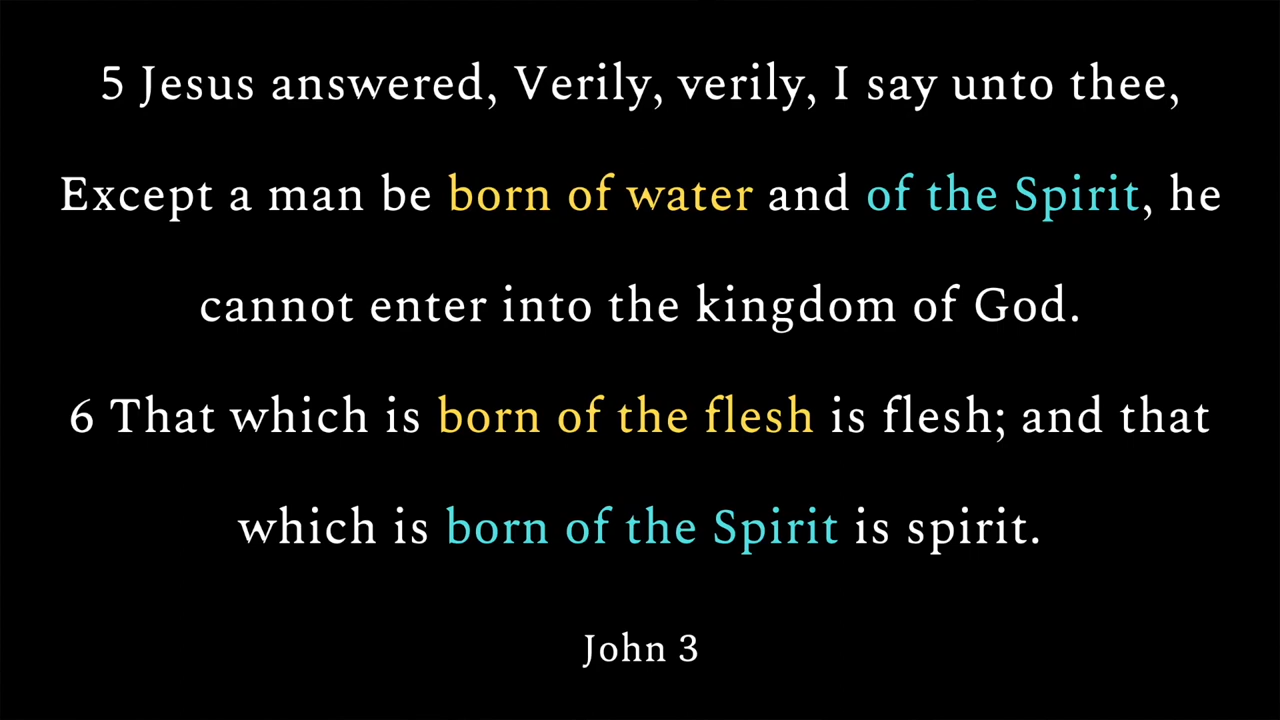 5 Jesus answered, Verily, verily, I say unto thee,
Except a man be born of water and of the Spirit, he
cannot enter into the kingdom of God.
6 That which is born of the flesh is flesh; and that
which is born of the Spirit is spirit.
John 3